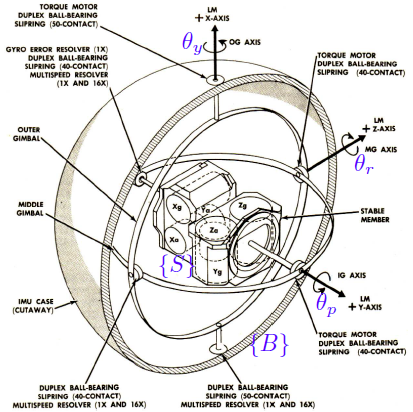 TORQUE MOTOR
DUPLEX BALL-BEARING
SLIPRING (50-CONTACT)
LM
+ X-AXIS
θy
OG AXIS
GYRO ERROR RESOLVER (1X)
DUPLEX BALL-BEARING
SLIPRING (40-CONTACT)
MULTISPEED RESOLVER
(1X AND 16X)
TORQUE MOTOR
DUPLEX BALL-BEARING
SLIPRING (40-CONTACT)
LM
+ Z-AXIS
MG AXIS
θr
OUTER
GIMBAL
MIDDLE
GIMBAL
Xg
Ya
Zg
Xa
Za
Yg
STABLE
MEMBER
{S}
IG AXIS
θp
LM
+ Y-AXIS
IMU CASE
(CUTAWAY)
{B}
TORQUE MOTOR
DUPLEX BALL-BEARING
SLIPRING (40-CONTACT)
DUPLEX BALL-BEARING
SLIPRING (40-CONTACT)
MULTISPEED RESOLVER (1X AND 16X)
DUPLEX BALL-BEARING
SLIPRING (50-CONTACT)
MULTISPEED RESOLVER (1X AND 16X)